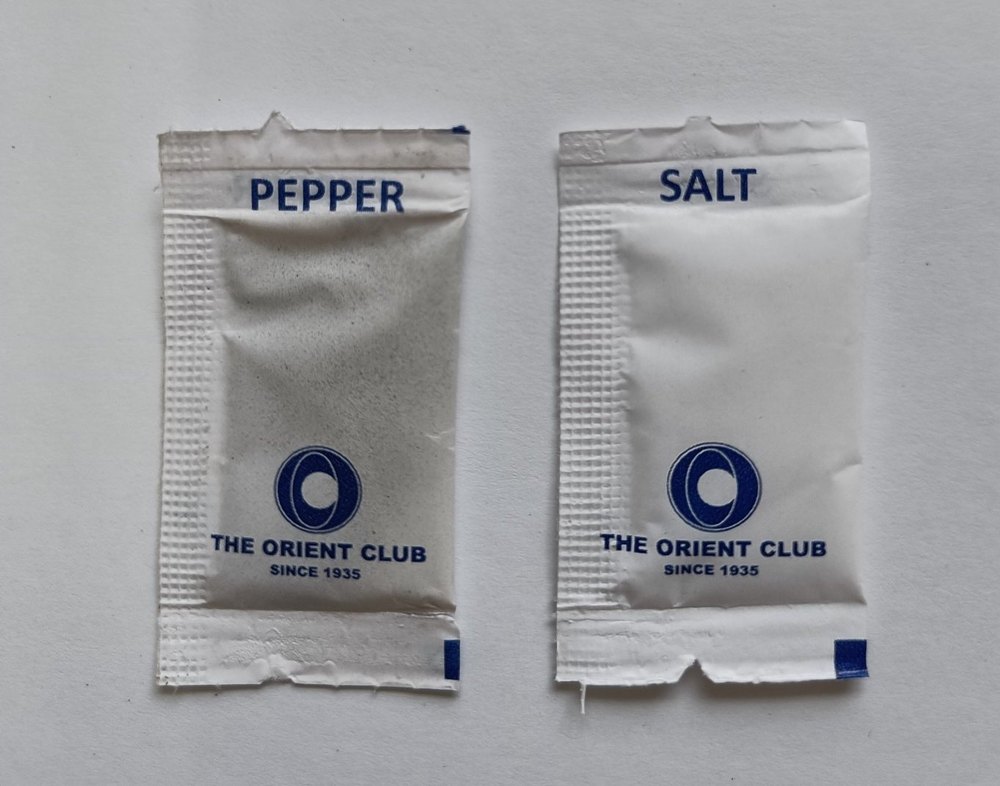 PEPPER
THE ORIENT CLUB
SINCE 1935
SALT
THE ORIENT CLUB
SINCE 1935